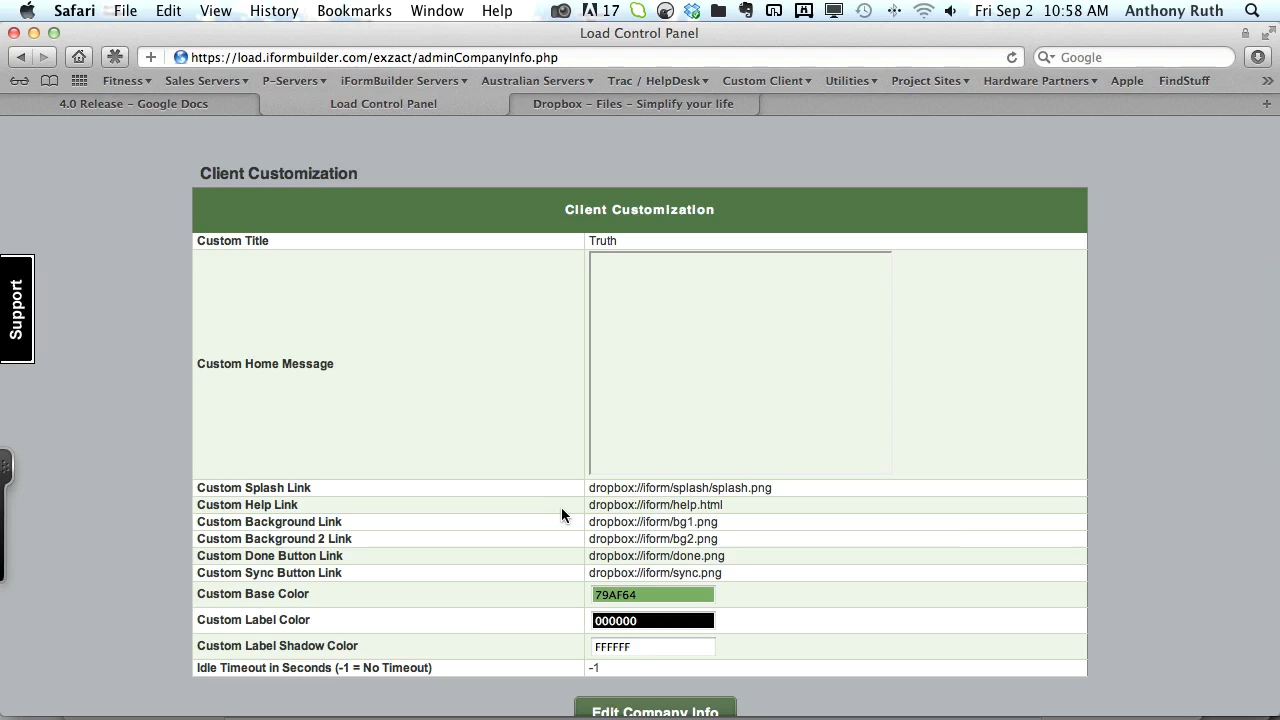 Safari File Edit View History Bookmarks Window Help 17 Fri Sep 2 10:58 AM Anthony Ruth
Load Control Panel
https://load.iformbuilder.com/exzact/adminCompanyInfo.php Google
Fitness Sales Servers P-Servers iFormBuilder Servers Australian Servers Trac / HelpDesk Custom Client Utilities Project Sites Hardware Partners Apple FindStuff
4.0 Release – Google Docs Load Control Panel Dropbox – Files – Simplify your life
Client Customization
Client Customization
Custom Title Truth
Support
Custom Home Message
Custom Splash Link dropbox://iform/splash/splash.png
Custom Help Link dropbox://iform/help.html
Custom Background Link dropbox://iform/bg1.png
Custom Background 2 Link dropbox://iform/bg2.png
Custom Done Button Link dropbox://iform/done.png
Custom Sync Button Link dropbox://iform/sync.png
Custom Base Color 79AF64
Custom Label Color 000000
Custom Label Shadow Color FFFFFF
Idle Timeout in Seconds (-1 = No Timeout) -1
Edit Company Info